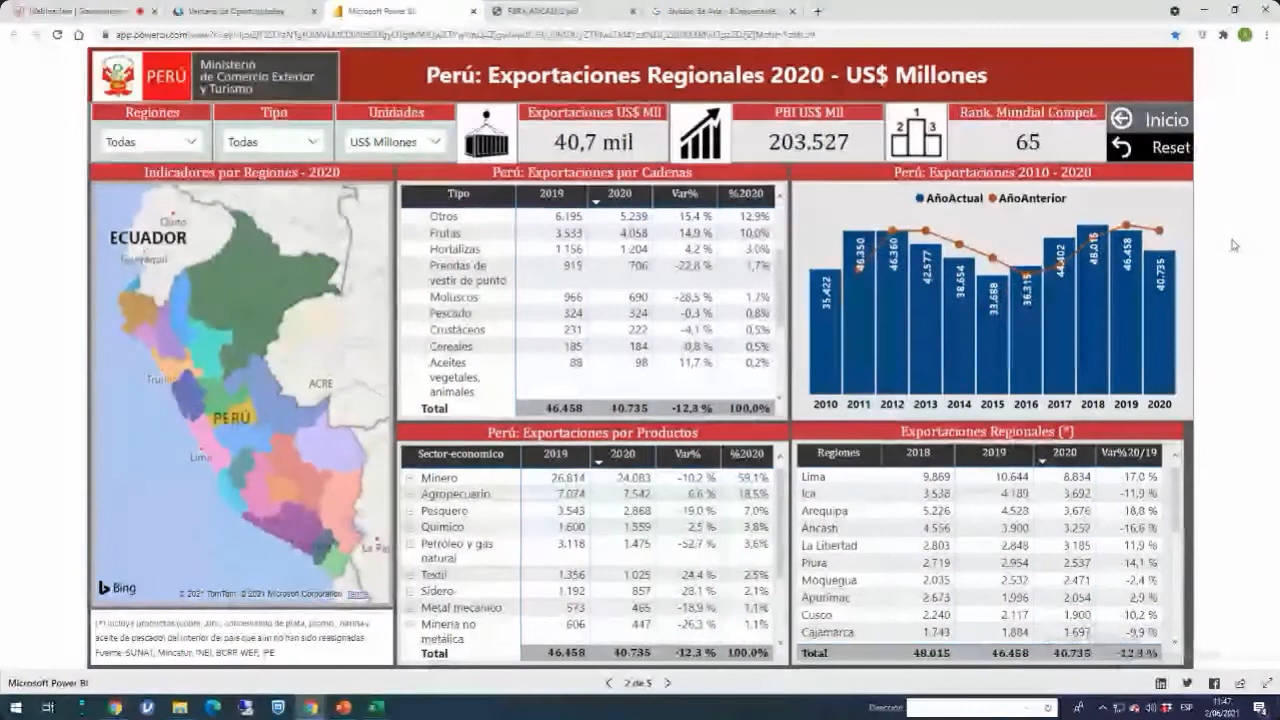 Microsoft Power BI
PERÚ
Ministerio
de Comercio Exterior
y Turismo
Perú: Exportaciones Regionales 2020 - US$ Millones
Regiones
Tipo
Unidades
Exportaciones US$ Mil
PBI US$ Mil
Rank. Mundial Compet.
Inicio
Todas
Todas
US$ Millones
40,7 mil
203.527
2 1 3
65
Reset
Indicadores por Regiones - 2020
Quito
ECUADOR
Guayaquil
ACRE
PERÚ
Lima
Bing
© 2021 TomTom © 2021 Microsoft Corporation Terms
Fuente: SUNAT, Mincetur, INEI, BCRP, WEF, IPE
Perú: Exportaciones por Cadenas
Tipo 2019 2020 Var% %2020
Otros 6.195 5.239 15,4 % 12,9%
Frutas 3.533 4.058 14,9 % 10,0%
Hortalizas 1.156 1.204 4,2 % 3,0%
Prendas de 915 706 -22,8 % 1,7%
vestir de punto
Moluscos 966 690 -28,5 % 1,7%
Pescado 324 324 -0,3 % 0,8%
Crustáceos 231 222 -4,1 % 0,5%
Cereales 185 184 0,8 % 0,5%
Aceites 88 98 11,7 % 0,2%
vegetales,
animales
Total 46.458 40.735 -12,3 % 100,0%
Perú: Exportaciones 2010 - 2020
AñoActual AñoAnterior
35.422 46.350 46.360 42.577 38.654 33.688 36.315 44.402 48.015 46.458 40.735
2010 2011 2012 2013 2014 2015 2016 2017 2018 2019 2020
Perú: Exportaciones por Productos
Sector-economico 2019 2020 Var% %2020
Minero 26.814 24.083 -10,2 % 59,1%
Agropecuario 7.074 7.542 6,6 % 18,5%
Pesquero 3.543 2.868 -19,0 % 7,0%
Químico 1.600 1.559 2,5 % 3,8%
Petróleo y gas 3.118 1.475 -52,7 % 3,6%
natural
Textil 1.356 1.025 -24,4 % 2,5%
Sidero 1.192 857 28,1 % 2,1%
Metal mecánico 573 465 -18,9 % 1,1%
Minería no 606 447 -26,3 % 1,1%
metálica
Total 46.458 40.735 -12,3 % 100,0%
Exportaciones Regionales (*)
Regiones 2018 2019 2020 Var%20/19
Lima 9.869 10.644 8.834 17,0 %
Ica 3.538 4.189 3.692 -11,9 %
Arequipa 5.226 4.528 3.676 18,8 %
Ancash 4.556 3.900 3.252 -16,6 %
La Libertad 2.803 2.848 3.185 11,9 %
Piura 2.719 2.954 2.537 14,1 %
Moquegua 2.035 2.532 2.471 -2,4 %
Apurímac 2.673 1.996 2.054 2,9 %
Cusco 2.240 2.117 1.900 -10,2 %
Cajamarca 1.743 1.884 1.697 -9,9 %
Total 48.015 46.458 40.735 -12,3 %
Microsoft Power BI
2 de 5
Dirección
ESP
11:47
2/06/2021